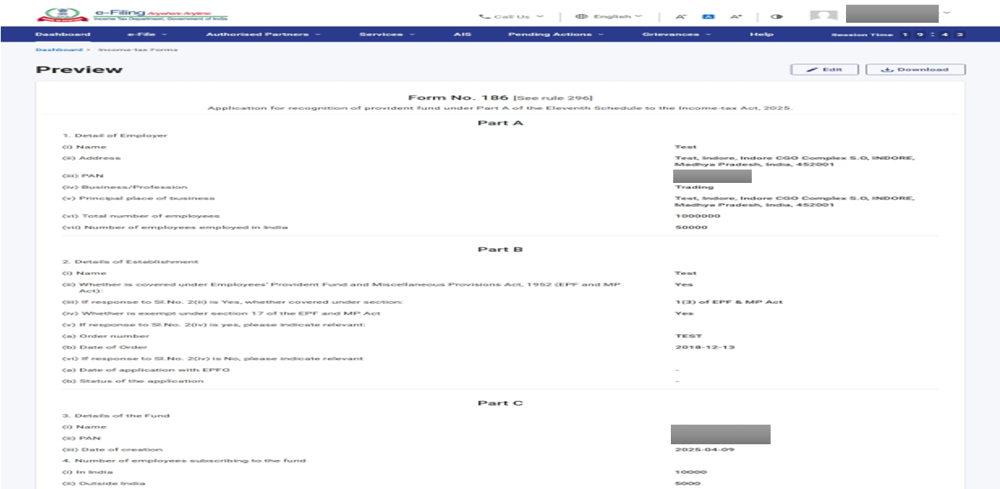 e-Filing Anywhere Anytime
Income Tax Department, Government of India
Call Us
English
A-
A
A+
Dashboard
e-File
Authorised Partners
Services
AIS
Pending Actions
Grievances
Help
Session Time 1 9 : 4 3
Dashboard > Income-tax Forms
Preview
Edit
Download
Form No. 186 [See rule 296]
Application for recognition of provident fund under Part A of the Eleventh Schedule to the Income-tax Act, 2025.
Part A
1. Detail of Employer
(i) Name Test
(ii) Address Test, Indore, Indore CGO Complex S.O, INDORE,
Madhya Pradesh, India, 452001
(iii) PAN
(iv) Business/Profession Trading
(v) Principal place of business Test, Indore, Indore CGO Complex S.O, INDORE,
Madhya Pradesh, India, 452001
(vi) Total number of employees 1000000
(vii) Number of employees employed in India 50000
Part B
2. Details of Establishment
(i) Name Test
(ii) Whether is covered under Employees' Provident Fund and Miscellaneous Provisions Act, 1952 (EPF and MP Yes
Act):
(iii) If response to Sl.No. 2(ii) is Yes, whether covered under section: 1(3) of EPF & MP Act
(iv) Whether is exempt under section 17 of the EPF and MP Act Yes
(v) If response to Sl.No. 2(iv) is yes, please indicate relevant:
(a) Order number TEST
(b) Date of Order 2018-12-13
(vi) If response to Sl.No. 2(iv) is No, please indicate relevant
(a) Date of application with EPFO -
(b) Status of the application -
Part C
3. Details of the Fund
(i) Name
(ii) PAN
(iii) Date of creation 2025-04-09
4. Number of employees subscribing to the fund
(i) In India 10000
(ii) Outside India 5000